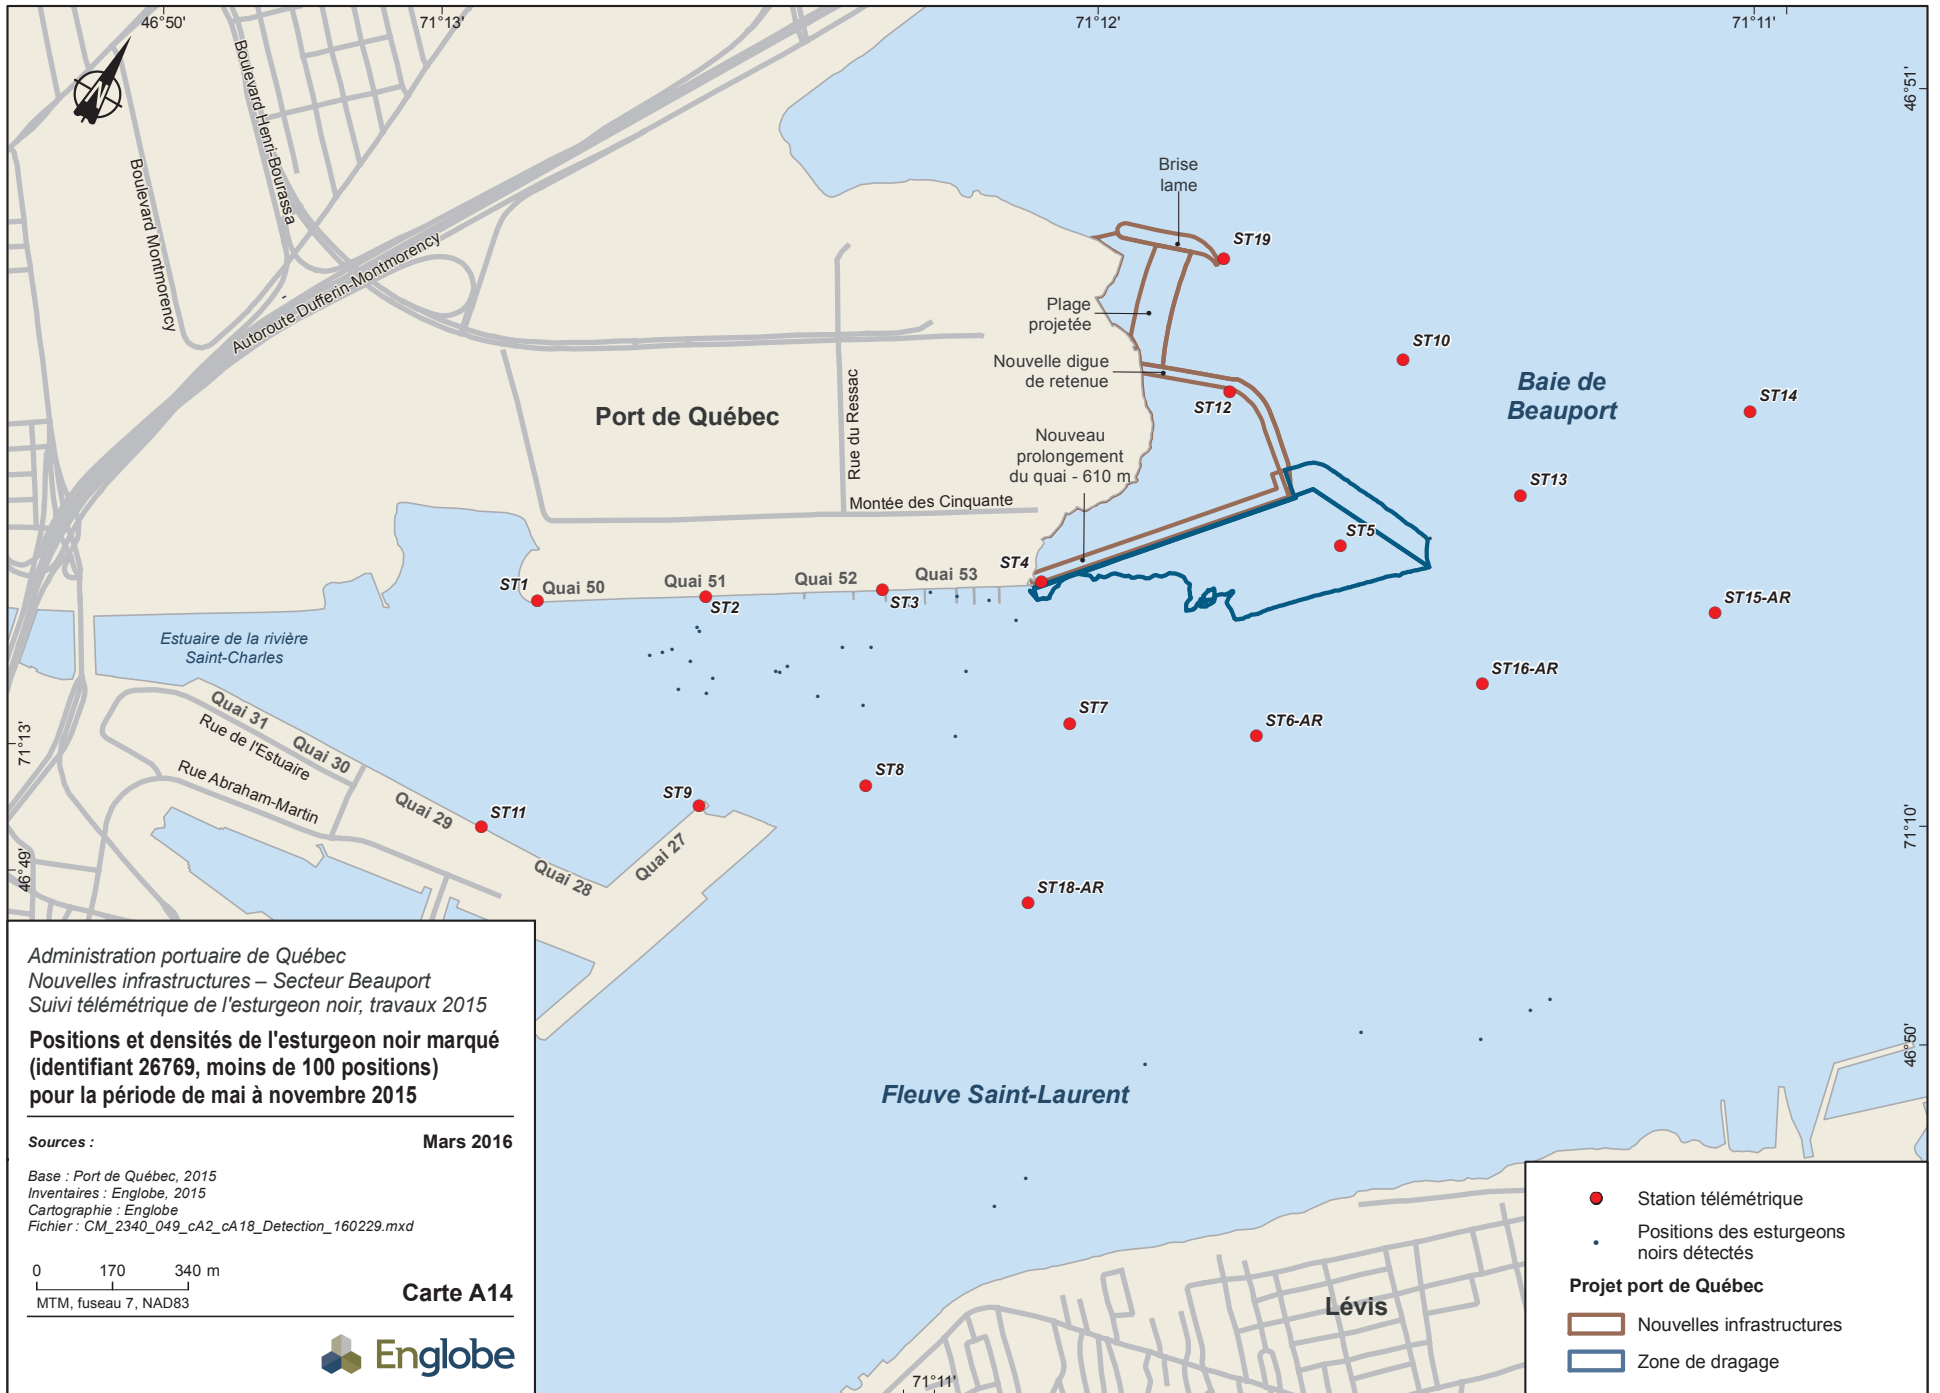 46°50'
71°13'
71°12'
71°11'
46°51'
Boulevard Henri-Bourassa
Boulevard Montmorency
Autoroute Dufferin-Montmorency
Brise
lame
ST19
Plage
projetée
ST10
Nouvelle digue
de retenue
Baie de
Beauport
ST14
ST12
Port de Québec
Rue du Ressac
Nouveau
prolongement
du quai - 610 m
ST13
Montée des Cinquante
ST5
ST4
ST1
Quai 50
Quai 51
Quai 52
Quai 53
ST2
ST3
ST15-AR
Estuaire de la rivière
Saint-Charles
ST16-AR
Quai 31
Rue de l'Estuaire
Quai 30
ST7
ST6-AR
71°13'
Rue Abraham-Martin
ST8
ST9
Quai 29
ST11
71°10'
Quai 27
Quai 28
46°49'
ST18-AR
46°50'
Fleuve Saint-Laurent
Administration portuaire de Québec
Nouvelles infrastructures – Secteur Beauport
Suivi télémétrique de l'esturgeon noir, travaux 2015
Positions et densités de l'esturgeon noir marqué
(identifiant 26769, moins de 100 positions)
pour la période de mai à novembre 2015
Sources :
Mars 2016
Base : Port de Québec, 2015
Inventaires : Englobe, 2015
Cartographie : Englobe
Fichier : CM_2340_049_cA2_cA18_Detection_160229.mxd
0 170 340 m
MTM, fuseau 7, NAD83
Carte A14
Englobe
Lévis
71°11'
Station télémétrique
Positions des esturgeons
noirs détectés
Projet port de Québec
Nouvelles infrastructures
Zone de dragage